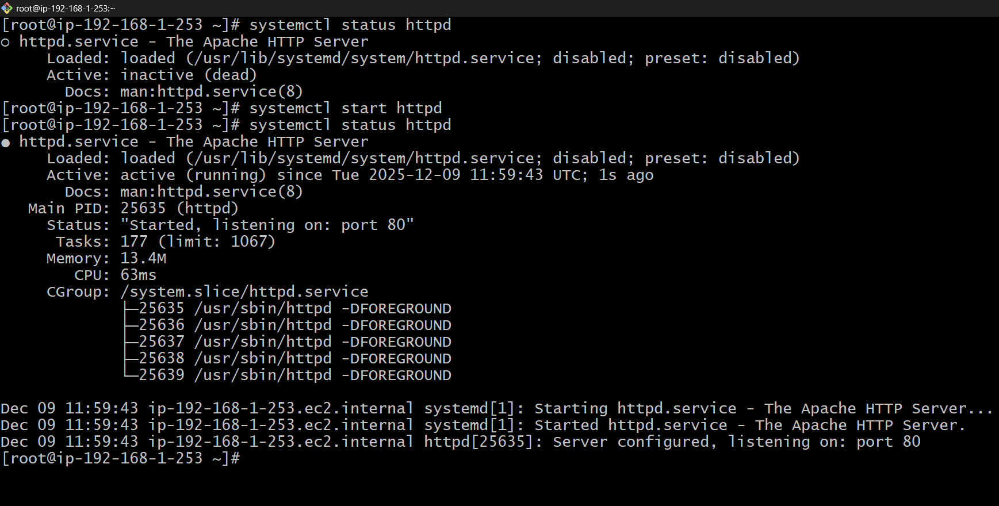 root@ip-192-168-1-253:~
[root@ip-192-168-1-253 ~]# systemctl status httpd
○ httpd.service - The Apache HTTP Server
     Loaded: loaded (/usr/lib/systemd/system/httpd.service; disabled; preset: disabled)
     Active: inactive (dead)
       Docs: man:httpd.service(8)
[root@ip-192-168-1-253 ~]# systemctl start httpd
[root@ip-192-168-1-253 ~]# systemctl status httpd
● httpd.service - The Apache HTTP Server
     Loaded: loaded (/usr/lib/systemd/system/httpd.service; disabled; preset: disabled)
     Active: active (running) since Tue 2025-12-09 11:59:43 UTC; 1s ago
       Docs: man:httpd.service(8)
   Main PID: 25635 (httpd)
     Status: "Started, listening on: port 80"
      Tasks: 177 (limit: 1067)
     Memory: 13.4M
        CPU: 63ms
     CGroup: /system.slice/httpd.service
             ├─25635 /usr/sbin/httpd -DFOREGROUND
             ├─25636 /usr/sbin/httpd -DFOREGROUND
             ├─25637 /usr/sbin/httpd -DFOREGROUND
             ├─25638 /usr/sbin/httpd -DFOREGROUND
             └─25639 /usr/sbin/httpd -DFOREGROUND

Dec 09 11:59:43 ip-192-168-1-253.ec2.internal systemd[1]: Starting httpd.service - The Apache HTTP Server...
Dec 09 11:59:43 ip-192-168-1-253.ec2.internal systemd[1]: Started httpd.service - The Apache HTTP Server.
Dec 09 11:59:43 ip-192-168-1-253.ec2.internal httpd[25635]: Server configured, listening on: port 80
[root@ip-192-168-1-253 ~]#